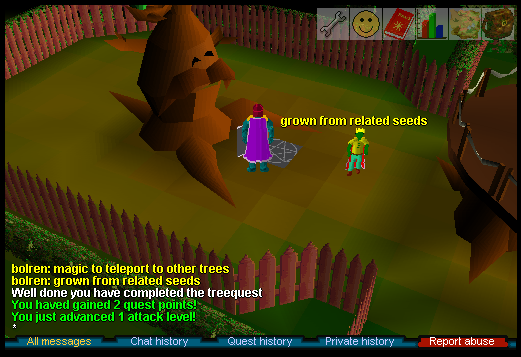 grown from related seeds
bolren: magic to teleport to other trees
bolren: grown from related seeds
Well done you have completed the treequest
You haved gained 2 quest points!
You just advanced 1 attack level!
*
All messages Chat history Quest history Private history Report abuse